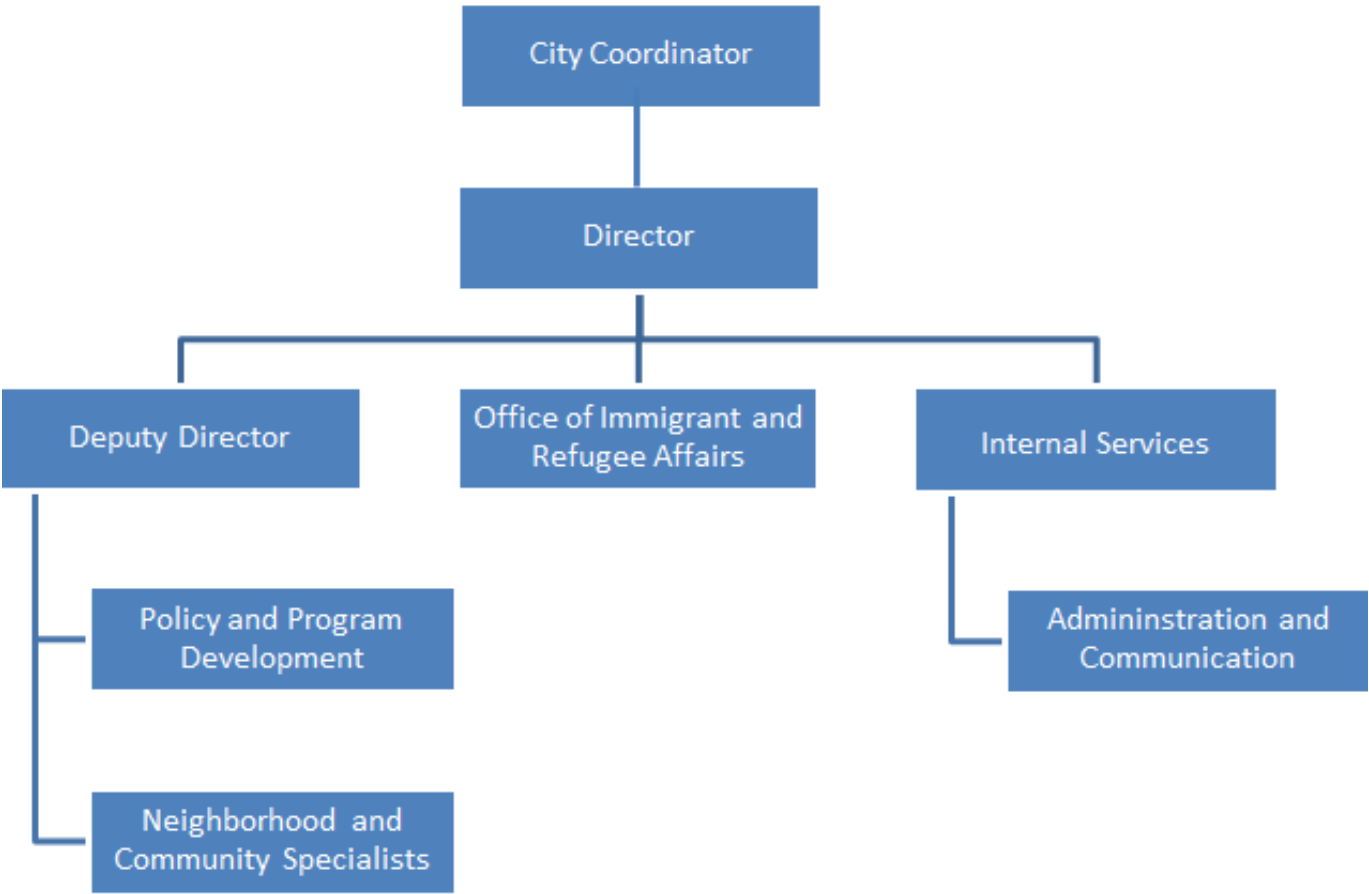 City Coordinator
Director
Deputy Director
Office of Immigrant and
Refugee Affairs
Internal Services
Policy and Program
Development
Admininstration and
Communication
Neighborhood and
Community Specialists